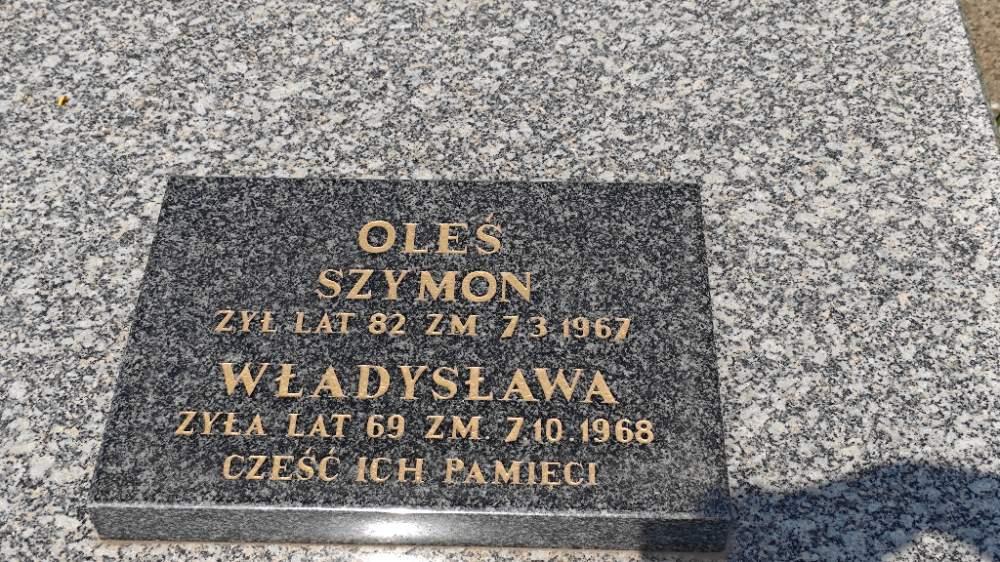 OLEŚ
SZYMON
ZYŁ LAT 82 ZM 7.3.1967
WŁADYSŁAWA
ZYŁA LAT 69 ZM. 7.10.1968
CZEŚĆ ICH PAMIĘCI